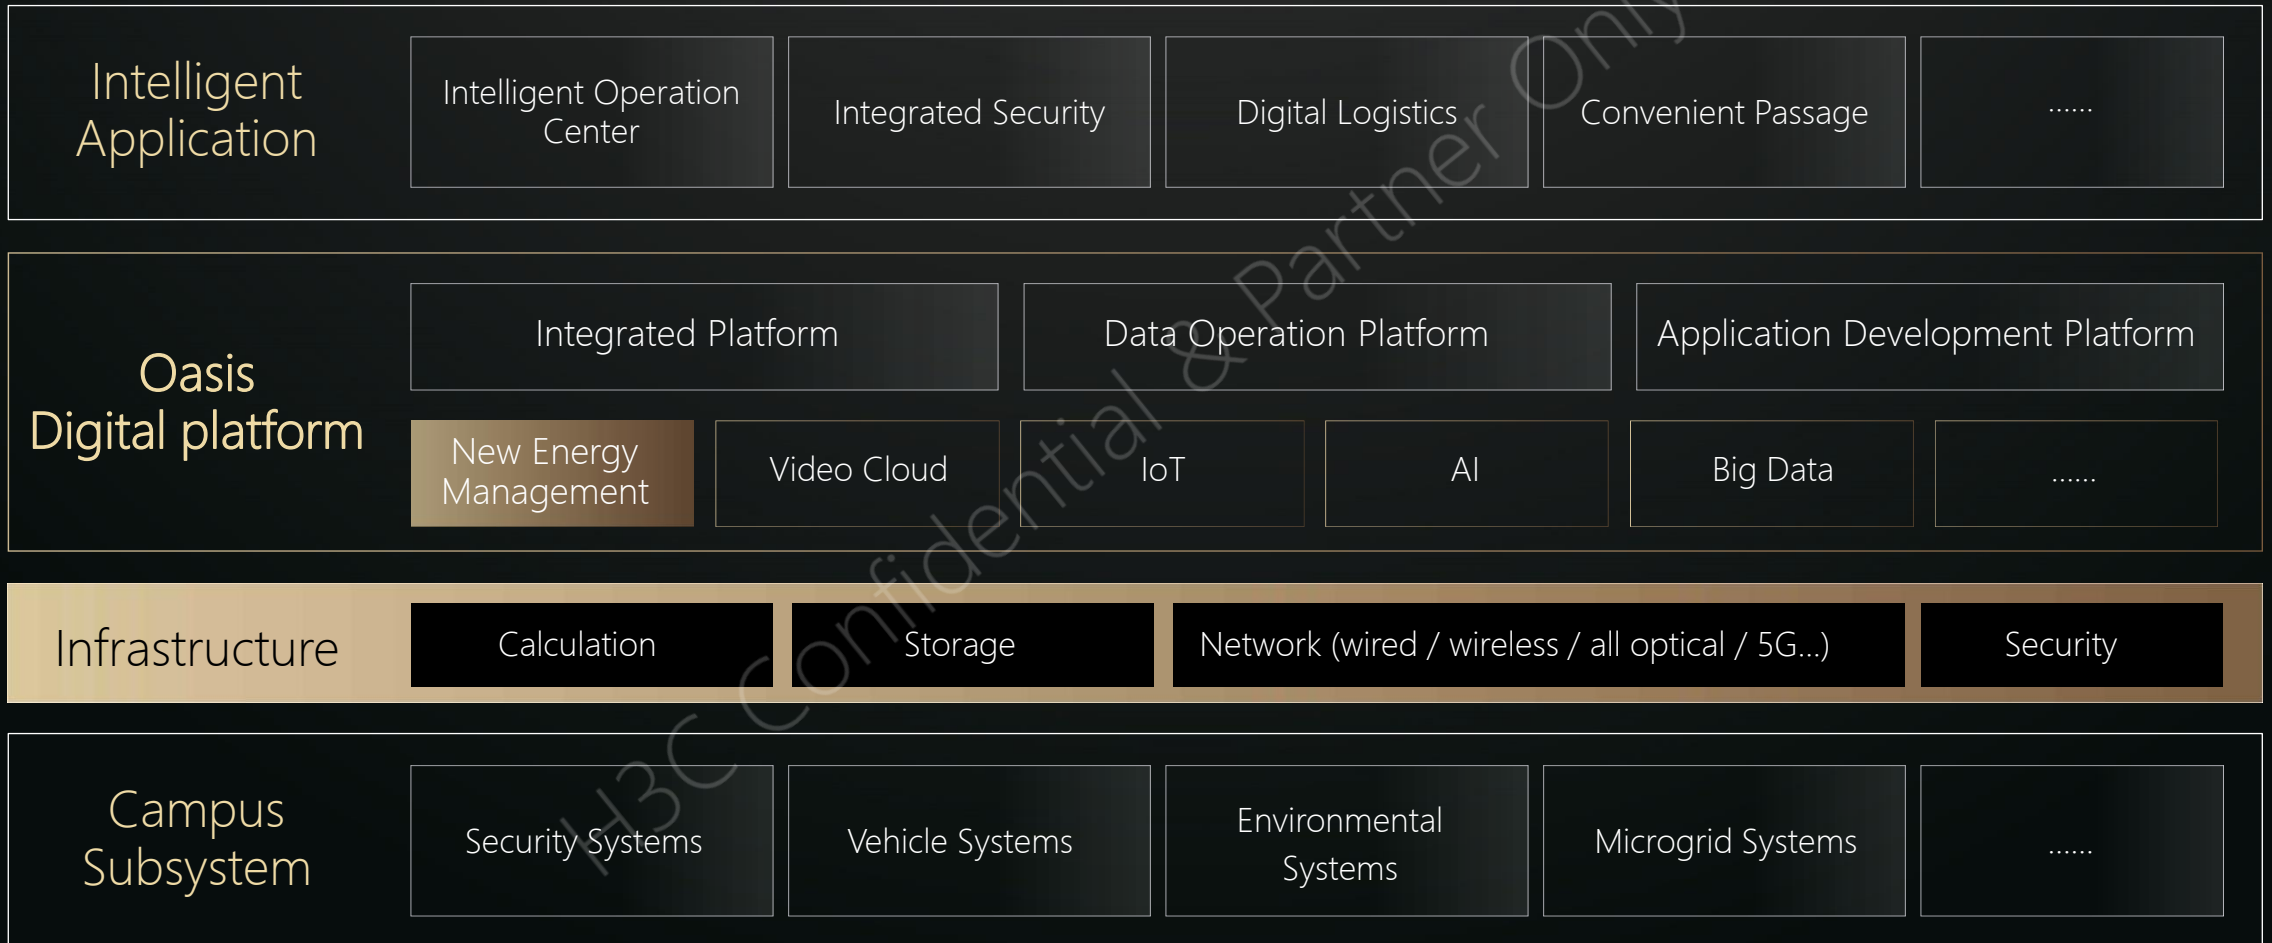 Intelligent
Application
Intelligent Operation
Center
Integrated Security
Digital Logistics
Convenient Passage
......
Oasis
Digital platform
Integrated Platform
Data Operation Platform
Application Development Platform
New Energy
Management
Video Cloud
IoT
AI
Big Data
......
Infrastructure
Calculation
Storage
Network (wired / wireless / all optical / 5G...)
Security
Campus
Subsystem
Security Systems
Vehicle Systems
Environmental
Systems
Microgrid Systems
......
H3C Confidential & Partner Only